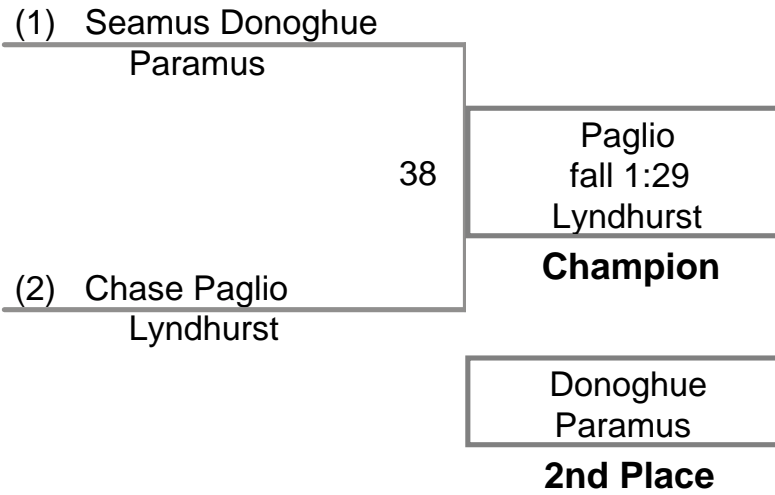 (1) Seamus Donoghue
Paramus
38
Paglio
fall 1:29
Lyndhurst
Champion
(2) Chase Paglio
Lyndhurst
Donoghue
Paramus
2nd Place